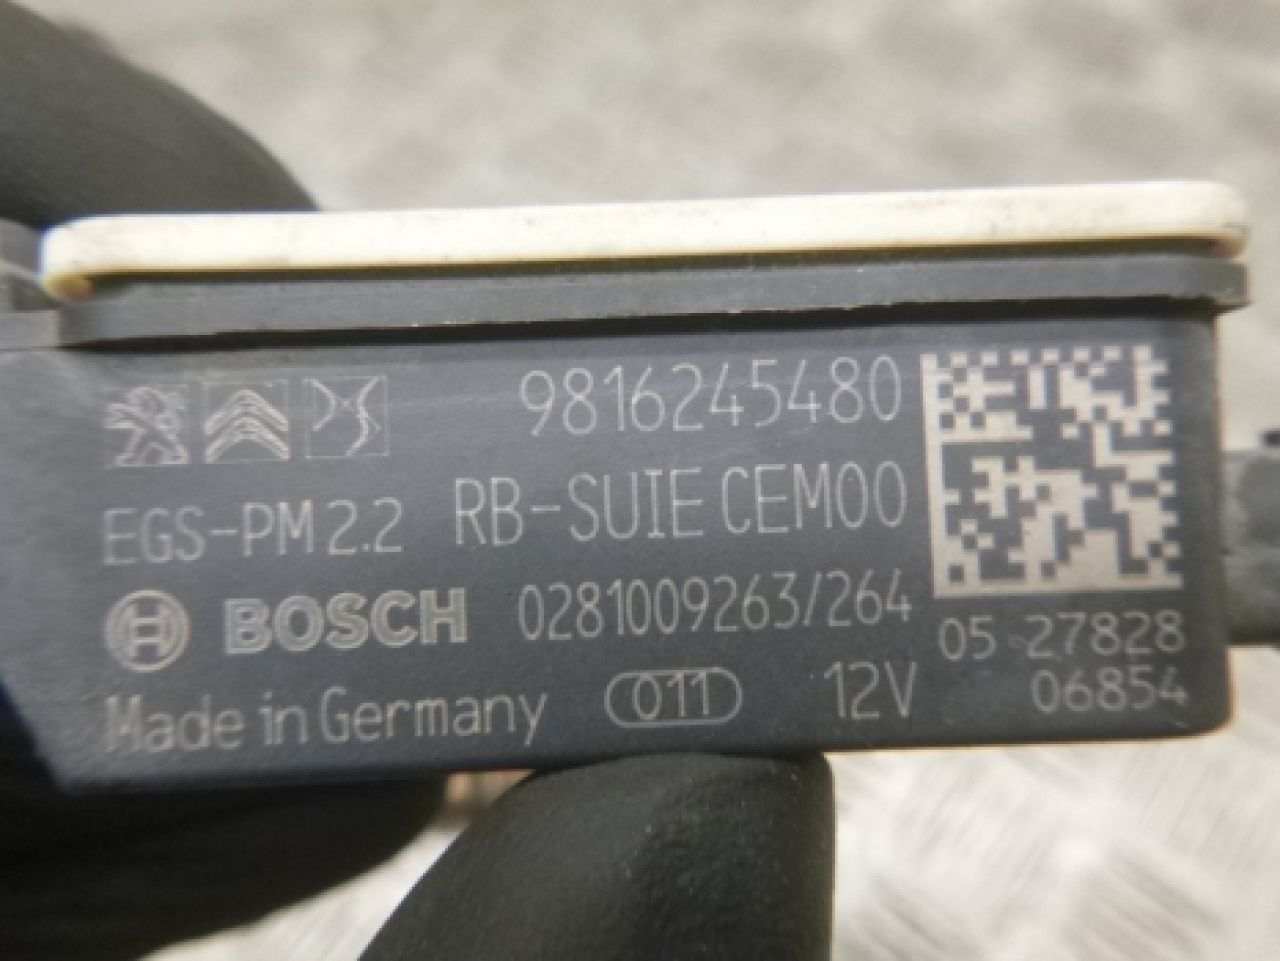 9816245480
EGS-PM 2.2 RB-SUIE CEM00
BOSCH 0281009263/264
05 27828
Made in Germany 011 12V
06854